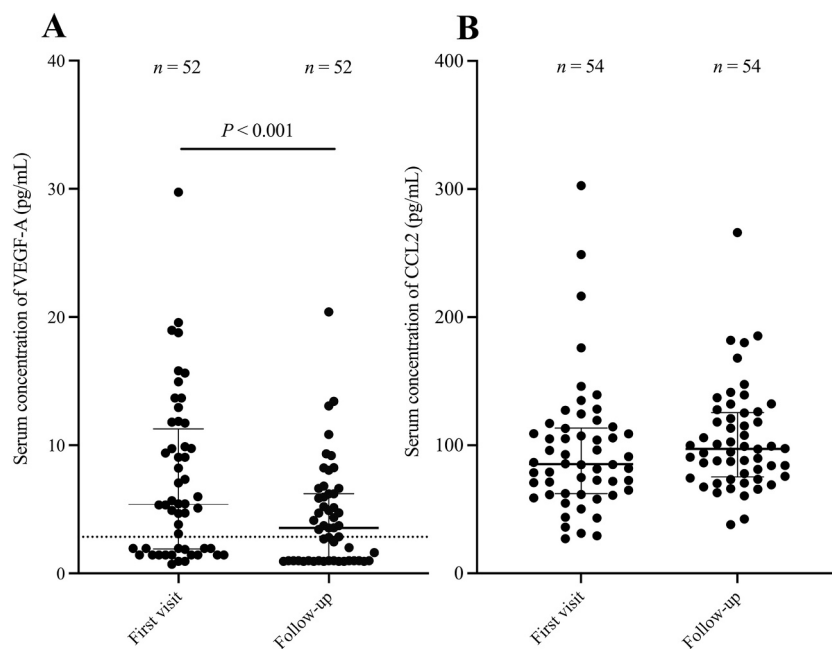 A
n = 52
n = 52
P < 0.001
Serum concentration of VEGF-A (pg/mL)
40
30
20
10
0
First visit
Follow-up
B
n = 54
n = 54
Serum concentration of CCL2 (pg/mL)
400
300
200
100
0
First visit
Follow-up